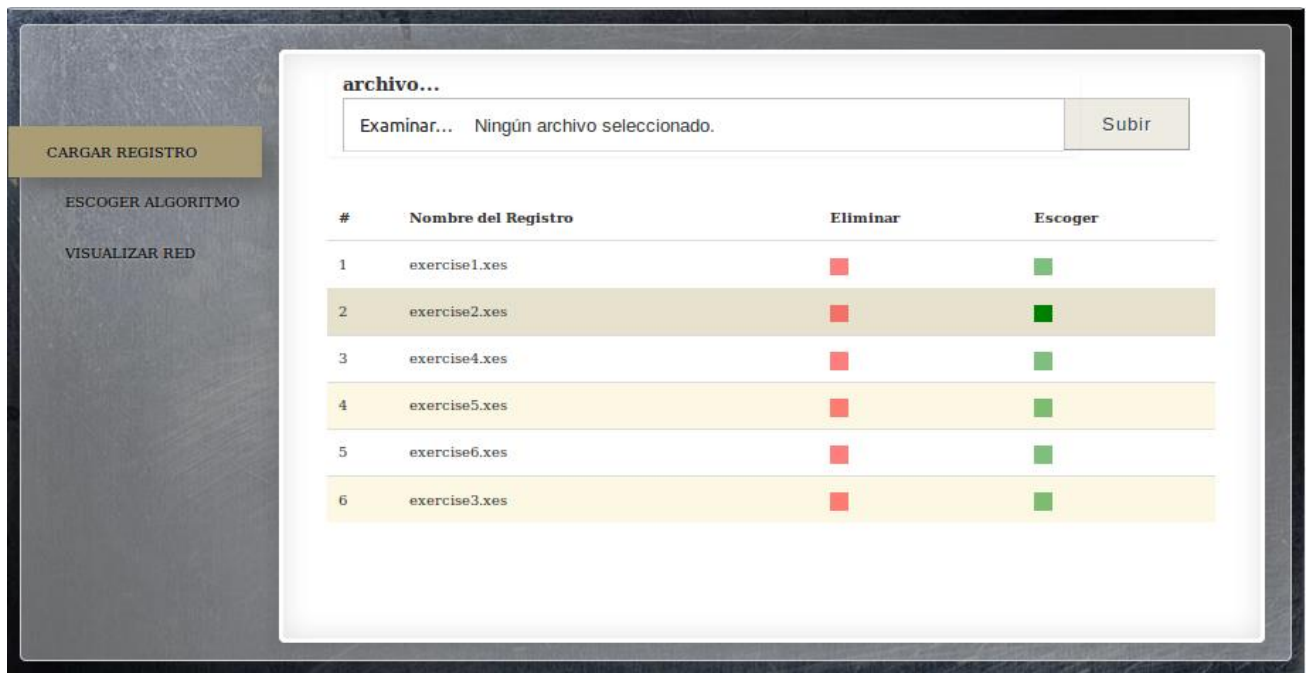 archivo...
Examinar... Ningún archivo seleccionado. Subir
CARGAR REGISTRO
ESCOGER ALGORITMO
VISUALIZAR RED
# Nombre del Registro Eliminar Escoger
1 exercise1.xes
2 exercise2.xes
3 exercise4.xes
4 exercise5.xes
5 exercise6.xes
6 exercise3.xes